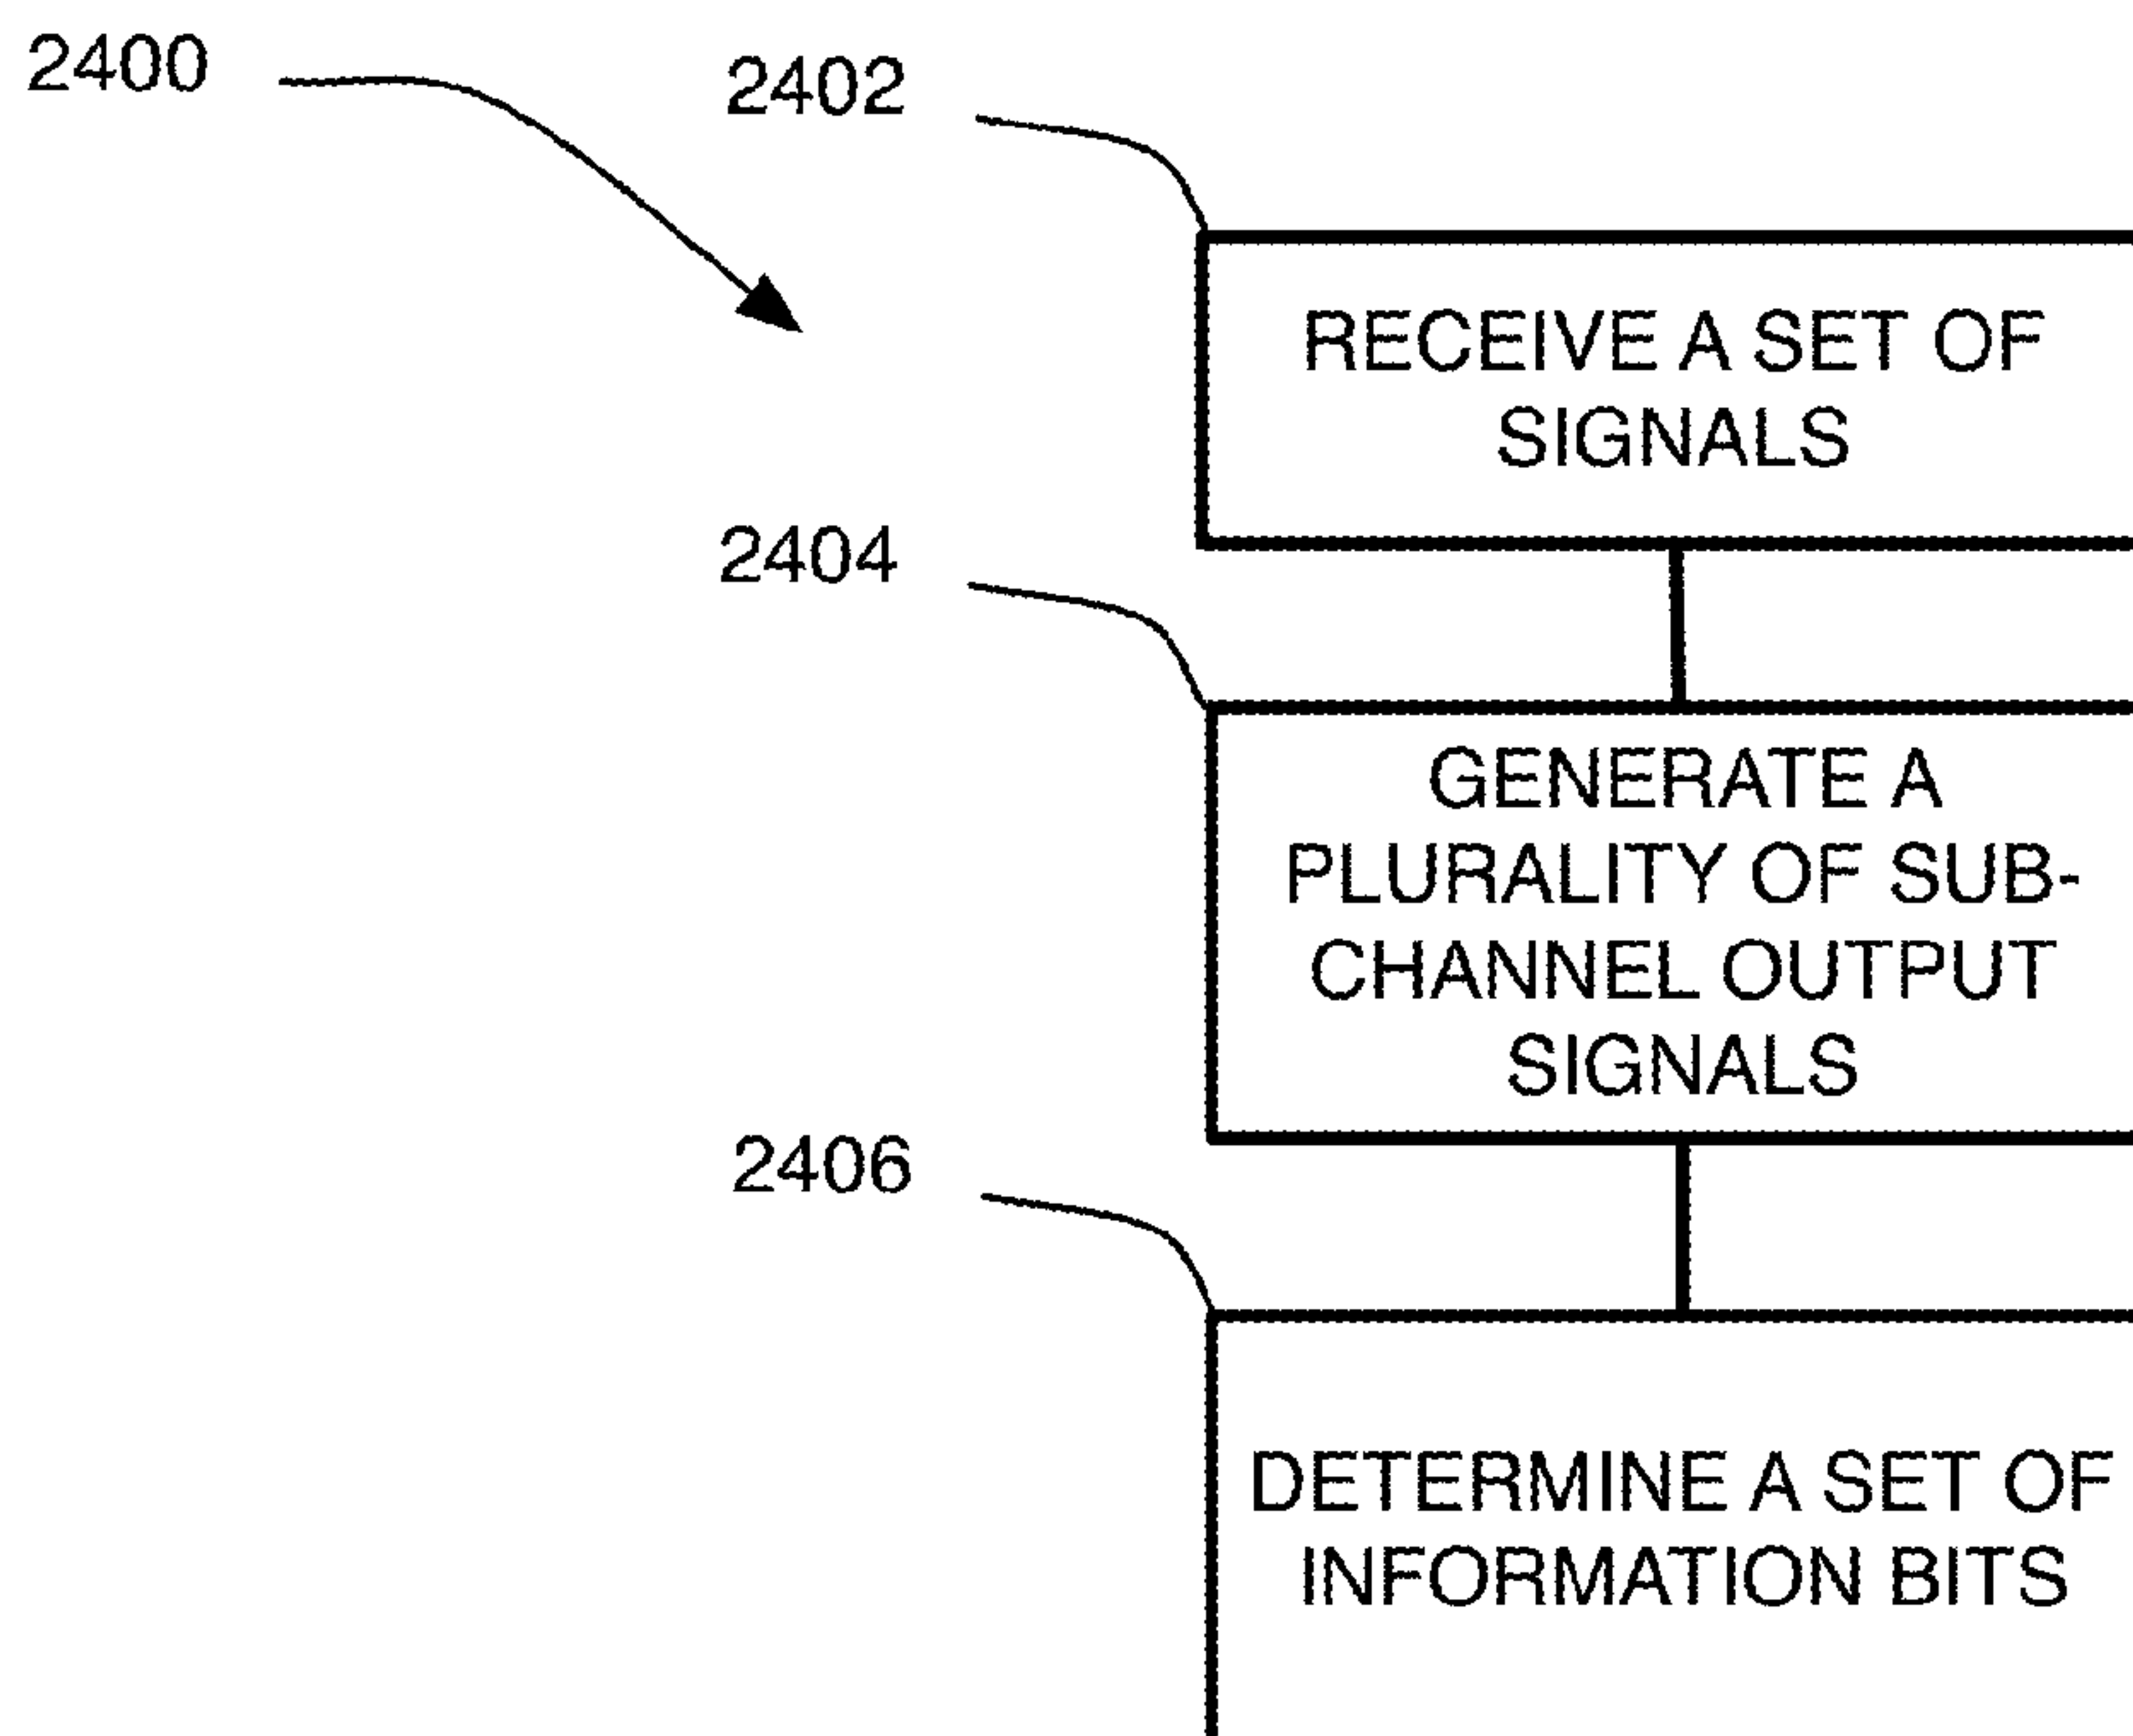 2400
2402
RECEIVE A SET OF
SIGNALS
2404
GENERATE A
PLURALITY OF SUB-
CHANNEL OUTPUT
SIGNALS
2406
DETERMINE A SET OF
INFORMATION BITS